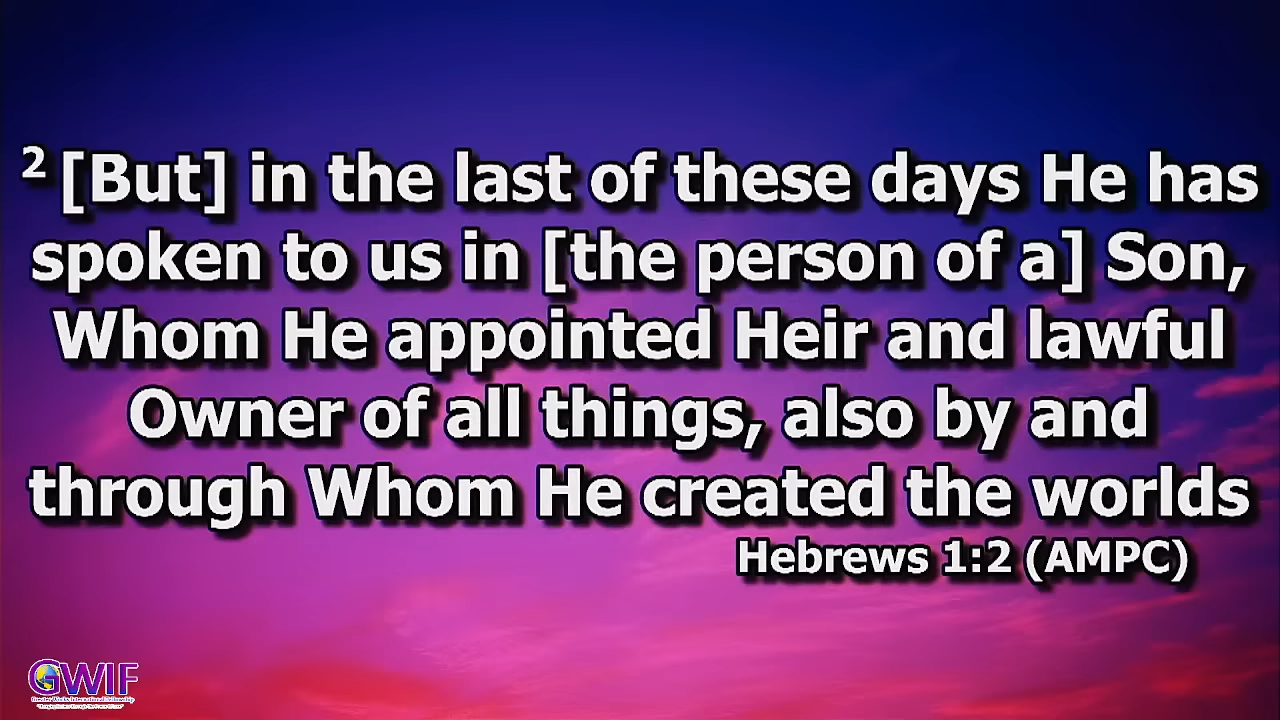 2 [But] in the last of these days He has
spoken to us in [the person of a] Son,
Whom He appointed Heir and lawful
Owner of all things, also by and
through Whom He created the worlds
Hebrews 1:2 (AMPC)
GWIF